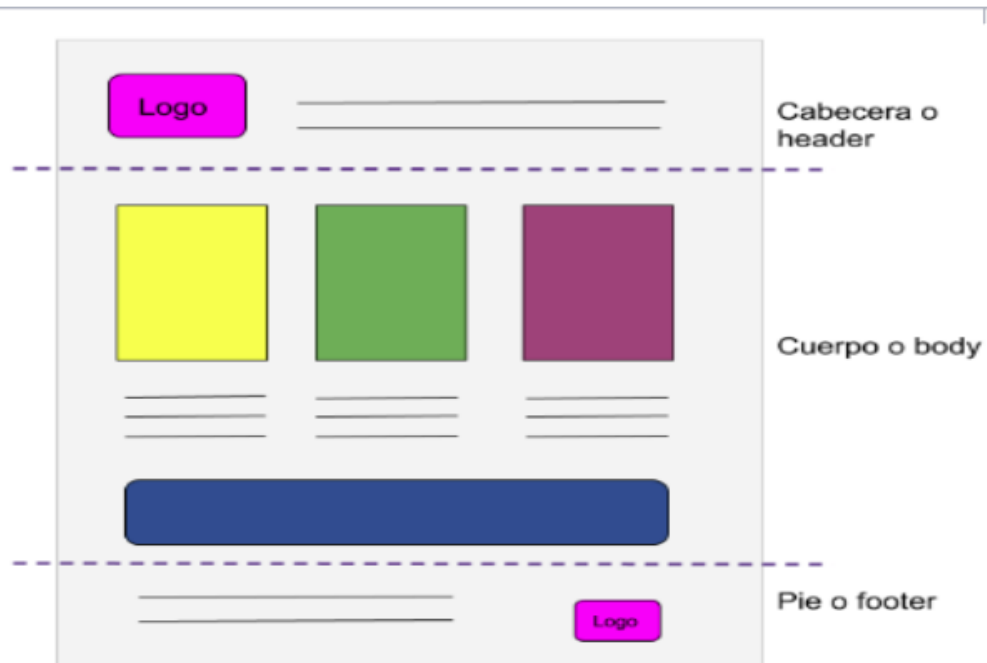 Logo
Cabecera o
header
Cuerpo o body
Pie o footer
Logo